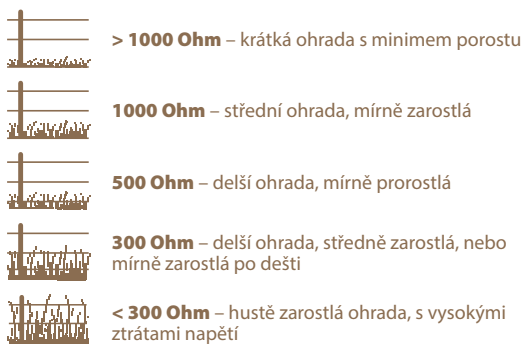 > 1000 Ohm – krátká ohrada s minimem porostu
1000 Ohm – střední ohrada, mírně zarostlá
500 Ohm – delší ohrada, mírně prorostlá
300 Ohm – delší ohrada, středně zarostlá, nebo
mírně zarostlá po dešti
< 300 Ohm – hustě zarostlá ohrada, s vysokými
ztrátami napětí